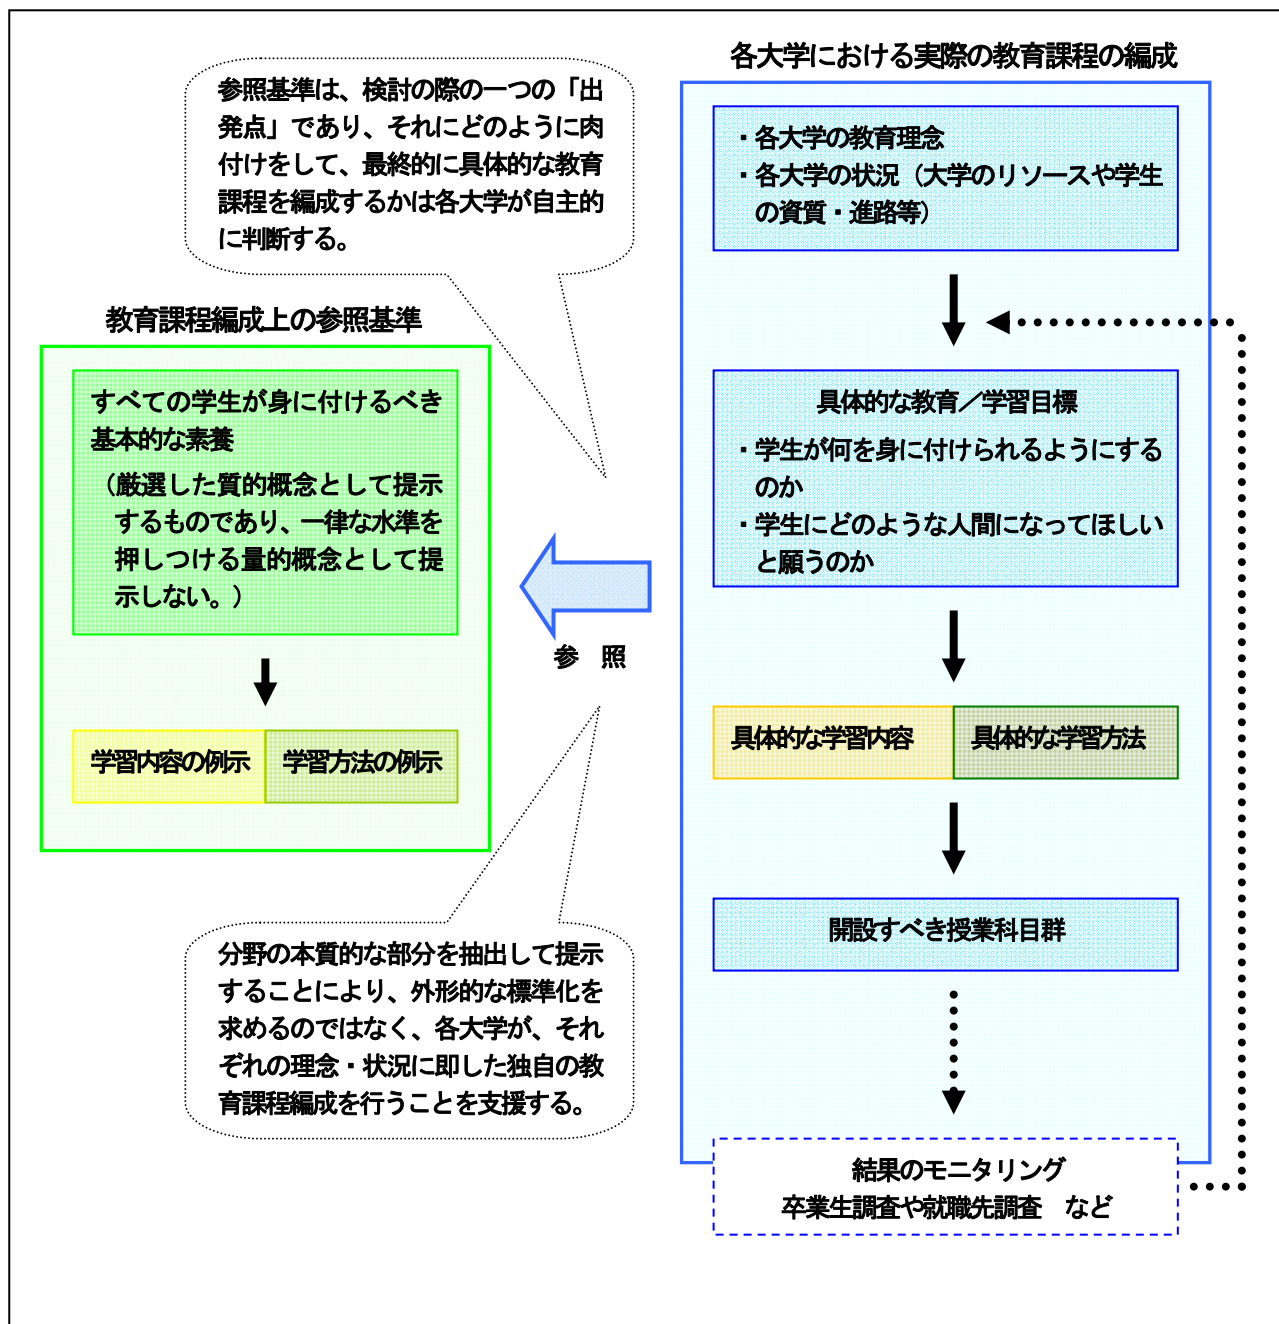 各大学における実際の教育課程の編成
参照基準は、検討の際の一つの「出
発点」であり、それにどのように肉
付けをして、最終的に具体的な教育
課程を編成するかは各大学が自主的
に判断する。
・各大学の教育理念
・各大学の状況（大学のリソースや学生
の資質・進路等）
教育課程編成上の参照基準
すべての学生が身に付けるべき
基本的な素養
（厳選した質的概念として提示
するものであり、一律な水準を
押しつける量的概念として提
示しない。）
学習内容の例示
学習方法の例示
参　照
具体的な教育／学習目標
・学生が何を身に付けられるようにする
のか
・学生にどのような人間になってほしい
と願うのか
具体的な学習内容
具体的な学習方法
開設すべき授業科目群
分野の本質的な部分を抽出して提示
することにより、外形的な標準化を
求めるのではなく、各大学が、それ
ぞれの理念・状況に即した独自の教
育課程編成を行うことを支援する。
結果のモニタリング
卒業生調査や就職先調査　など